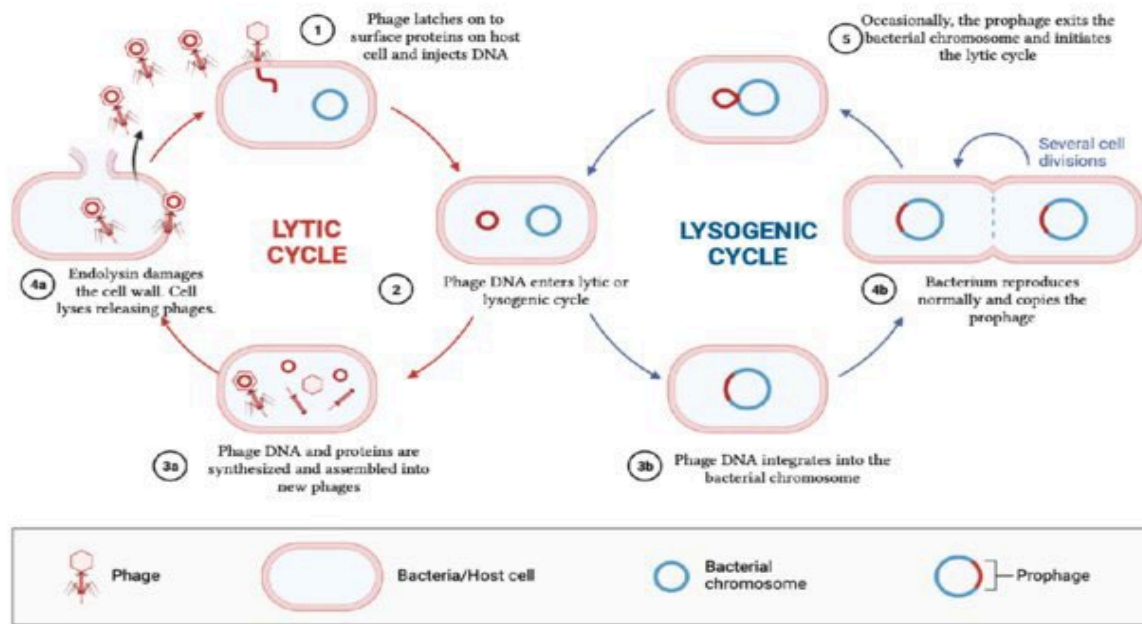 1
Phage latches on to
surface proteins on host
cell and injects DNA
5
Occasionally, the prophage exits the
bacterial chromosome and initiates
the lytic cycle
Several cell
divisions
LYTIC
CYCLE
LYSOGENIC
CYCLE
4a
Endolysin damages
the cell wall. Cell
lyses releasing phages.
2
Phage DNA enters lytic or
lysogenic cycle
4b
Bacterium reproduces
normally and copies the
prophage
3a
Phage DNA and proteins are
synthesized and assembled into
new phages
3b
Phage DNA integrates into the
bacterial chromosome
Phage
Bacteria/Host cell
Bacterial
chromosome
Prophage